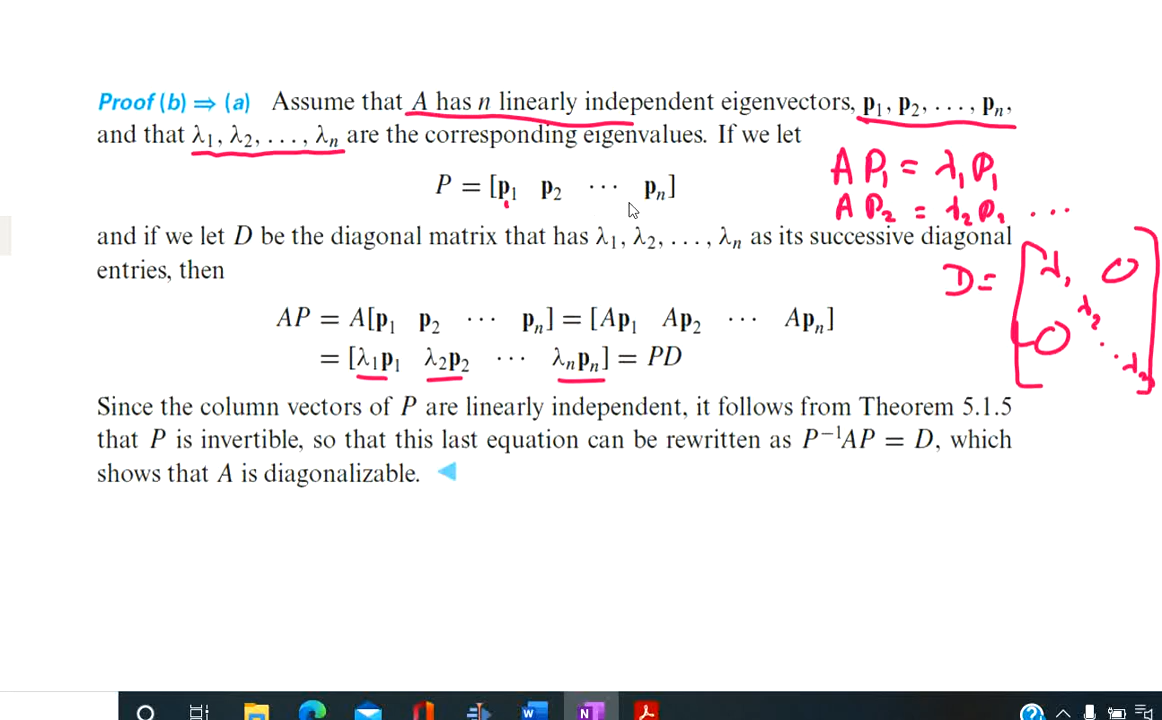 Proof (b) ⇒ (a) Assume that A has n linearly independent eigenvectors, p₁, p₂, . . . , pₙ,
and that λ₁, λ₂, . . . , λₙ are the corresponding eigenvalues. If we let
P = [p₁ p₂ ⋯ pₙ]
A P₁ = λ₁ P₁
A P₂ = λ₂ P₂ ...
and if we let D be the diagonal matrix that has λ₁, λ₂, . . . , λₙ as its successive diagonal
entries, then
D = [λ₁ 0
λ₂
0 ⋱ λₙ]
AP = A[p₁ p₂ ⋯ pₙ] = [Ap₁ Ap₂ ⋯ Apₙ]
= [λ₁p₁ λ₂p₂ ⋯ λₙpₙ] = PD
Since the column vectors of P are linearly independent, it follows from Theorem 5.1.5
that P is invertible, so that this last equation can be rewritten as P⁻¹AP = D, which
shows that A is diagonalizable.